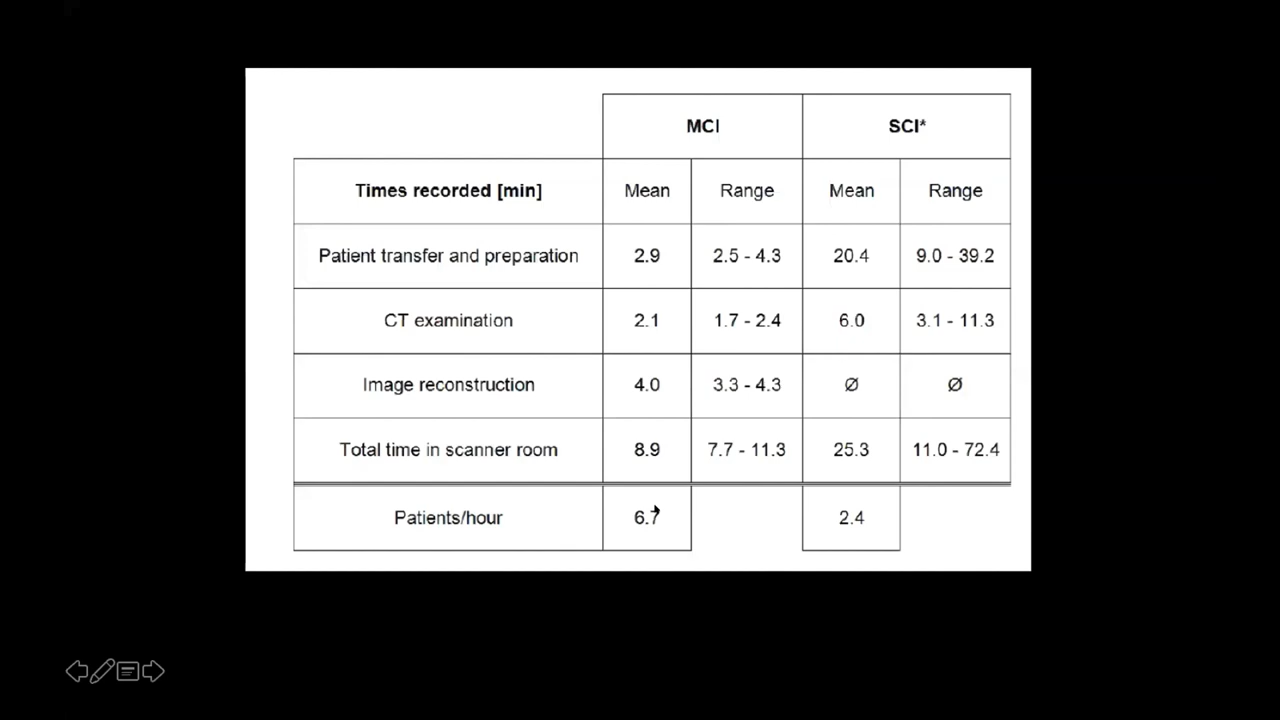 MCI SCI*
Times recorded [min] Mean Range Mean Range
Patient transfer and preparation 2.9 2.5 - 4.3 20.4 9.0 - 39.2
CT examination 2.1 1.7 - 2.4 6.0 3.1 - 11.3
Image reconstruction 4.0 3.3 - 4.3 Ø Ø
Total time in scanner room 8.9 7.7 - 11.3 25.3 11.0 - 72.4
Patients/hour 6.7 2.4